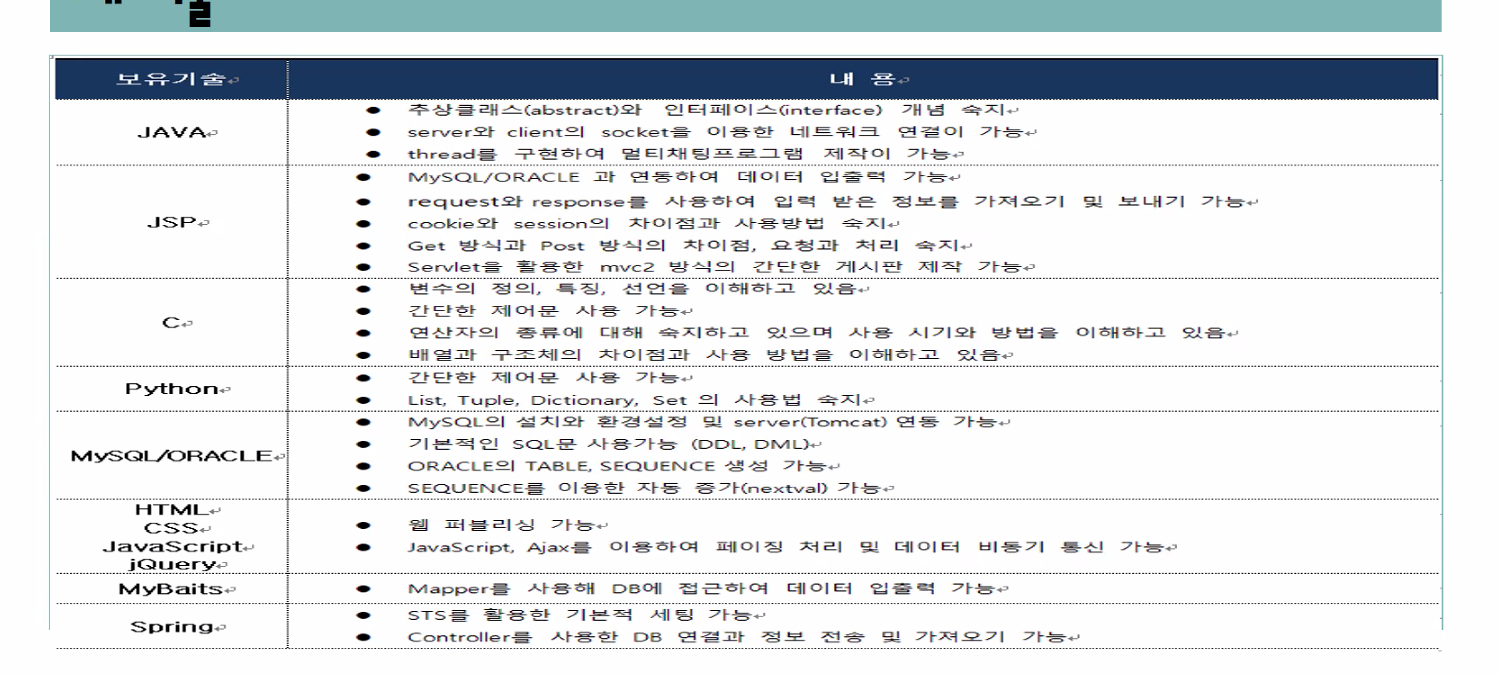 보유기술 내 용
JAVA
추상클래스(abstract)와 인터페이스(interface) 개념 숙지
server와 client의 socket을 이용한 네트워크 연결이 가능
thread를 구현하여 멀티채팅프로그램 제작이 가능
JSP
MySQL/ORACLE 과 연동하여 데이터 입출력 가능
request와 response를 사용하여 입력 받은 정보를 가져오기 및 보내기 가능
cookie와 session의 차이점과 사용방법 숙지
Get 방식과 Post 방식의 차이점, 요청과 처리 숙지
Servlet을 활용한 mvc2 방식의 간단한 게시판 제작 가능
C
변수의 정의, 특징, 선언을 이해하고 있음
간단한 제어문 사용 가능
연산자의 종류에 대해 숙지하고 있으며 사용 시기와 방법을 이해하고 있음
배열과 구조체의 차이점과 사용 방법을 이해하고 있음
Python
간단한 제어문 사용 가능
List, Tuple, Dictionary, Set 의 사용법 숙지
MySQL/ORACLE
MySQL의 설치와 환경설정 및 server(Tomcat) 연동 가능
기본적인 SQL문 사용가능 (DDL, DML)
ORACLE의 TABLE, SEQUENCE 생성 가능
SEQUENCE를 이용한 자동 증가(nextval) 가능
HTML
CSS
JavaScript
jQuery
웹 퍼블리싱 가능
JavaScript, Ajax를 이용하여 페이징 처리 및 데이터 비동기 통신 가능
MyBaits
Mapper를 사용해 DB에 접근하여 데이터 입출력 가능
Spring
STS를 활용한 기본적 세팅 가능
Controller를 사용한 DB 연결과 정보 전송 및 가져오기 가능